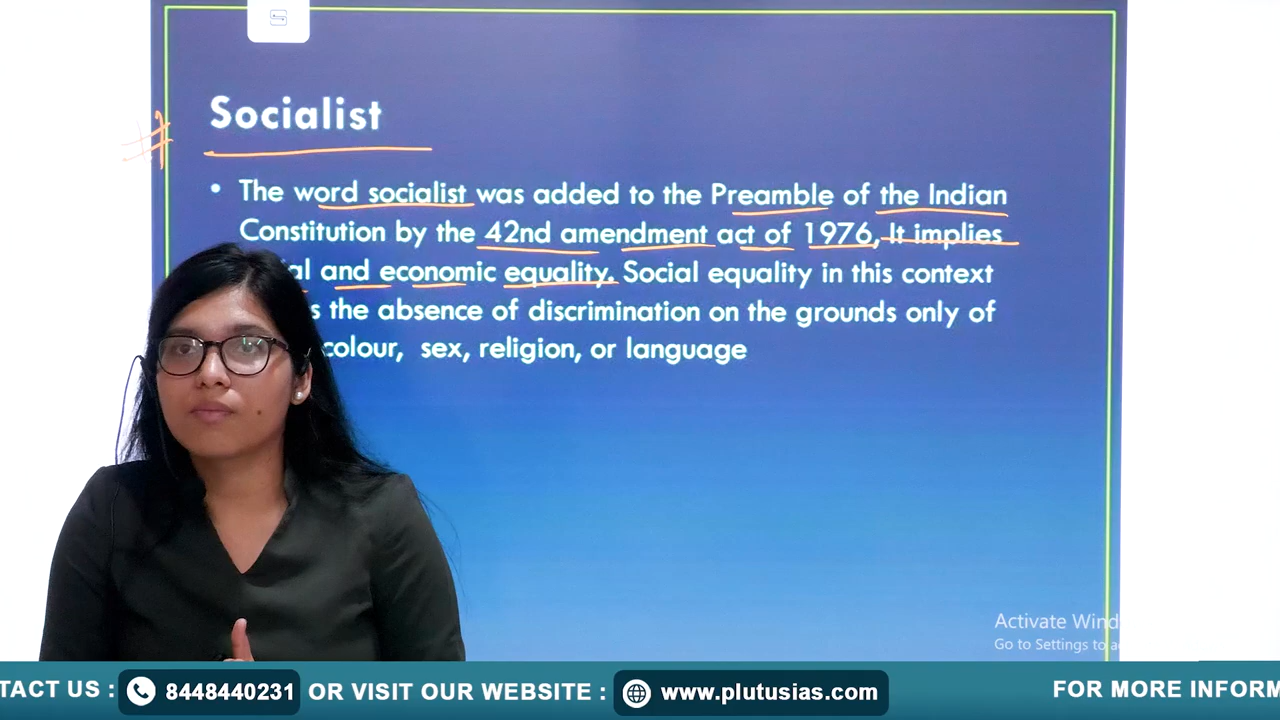 Socialist
• The word socialist was added to the Preamble of the Indian
Constitution by the 42nd amendment act of 1976, It implies
and economic equality. Social equality in this context
the absence of discrimination on the grounds only of
colour, sex, religion, or language
Activate Wind
Go to Settings to a
TACT US : 8448440231 OR VISIT OUR WEBSITE : www.plutusias.com FOR MORE INFORM